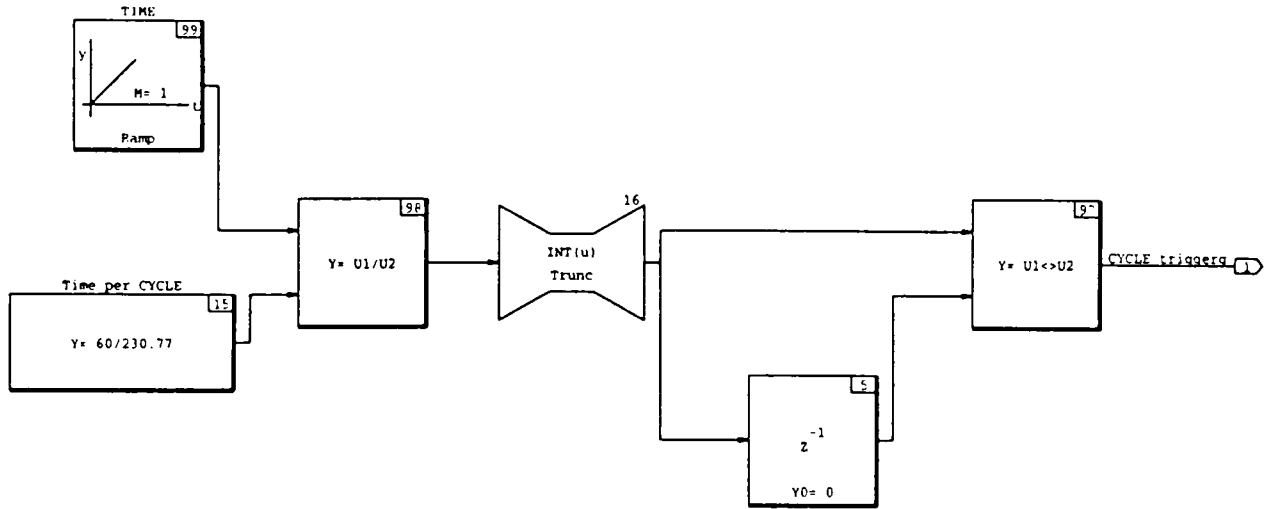 TIME
99
y
M= 1
t
Ramp
98
Y= U1/U2
16
INT(u)
Trunc
Y= U1<>U2
CYCLE triggerg
1
Time per CYCLE
15
Y= 60/230.77
5
z^-1
Y0= 0